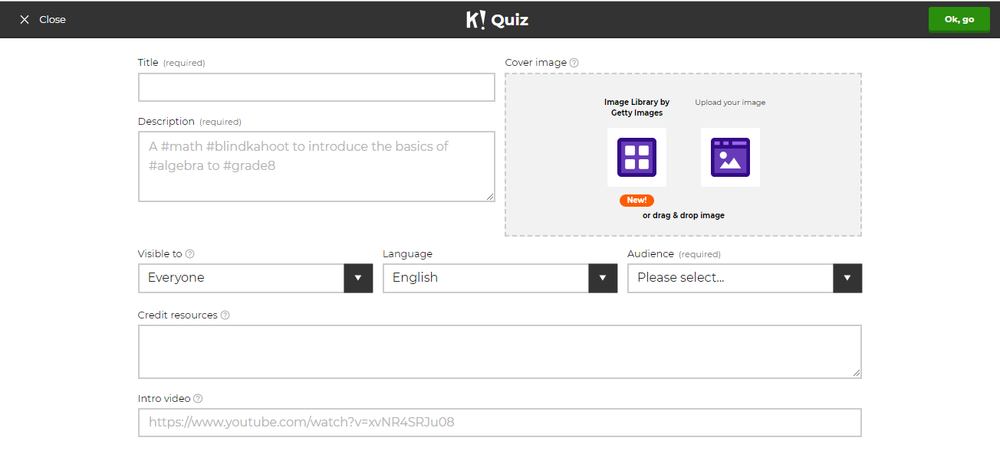 Close
K! Quiz
Ok, go
Title (required)
Description (required)
A #math #blindkahoot to introduce the basics of
#algebra to #grade8
Cover image ?
Image Library by
Getty Images
Upload your image
New!
or drag & drop image
Visible to ?
Everyone
Language
English
Audience (required)
Please select...
Credit resources ?
Intro video ?
https://www.youtube.com/watch?v=xvNR4SRJu08